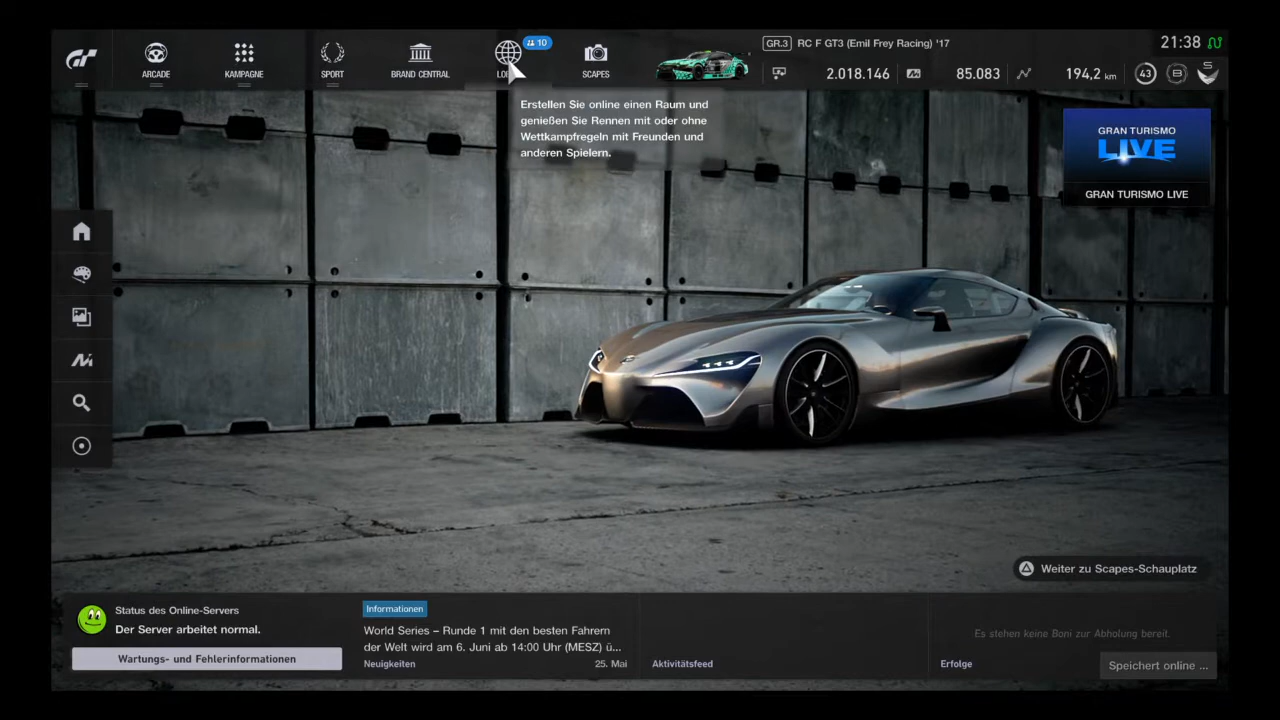 GT
ARCADE
KAMPAGNE
SPORT
BRAND CENTRAL
10
SCAPES
GR.3 RC F GT3 (Emil Frey Racing) '17
2.018.146
85.083
194,2 km
43
B
S
21:38
Erstellen Sie online einen Raum und
genießen Sie Rennen mit oder ohne
Wettkampfregeln mit Freunden und
anderen Spielern.
GRAN TURISMO
LIVE
GRAN TURISMO LIVE
Weiter zu Scapes-Schauplatz
Status des Online-Servers
Der Server arbeitet normal.
Wartungs- und Fehlerinformationen
Informationen
World Series – Runde 1 mit den besten Fahrern
der Welt wird am 6. Juni ab 14:00 Uhr (MESZ) ü...
Neuigkeiten
25. Mai
Aktivitätsfeed
Es stehen keine Boni zur Abholung bereit.
Erfolge
Speichert online ...